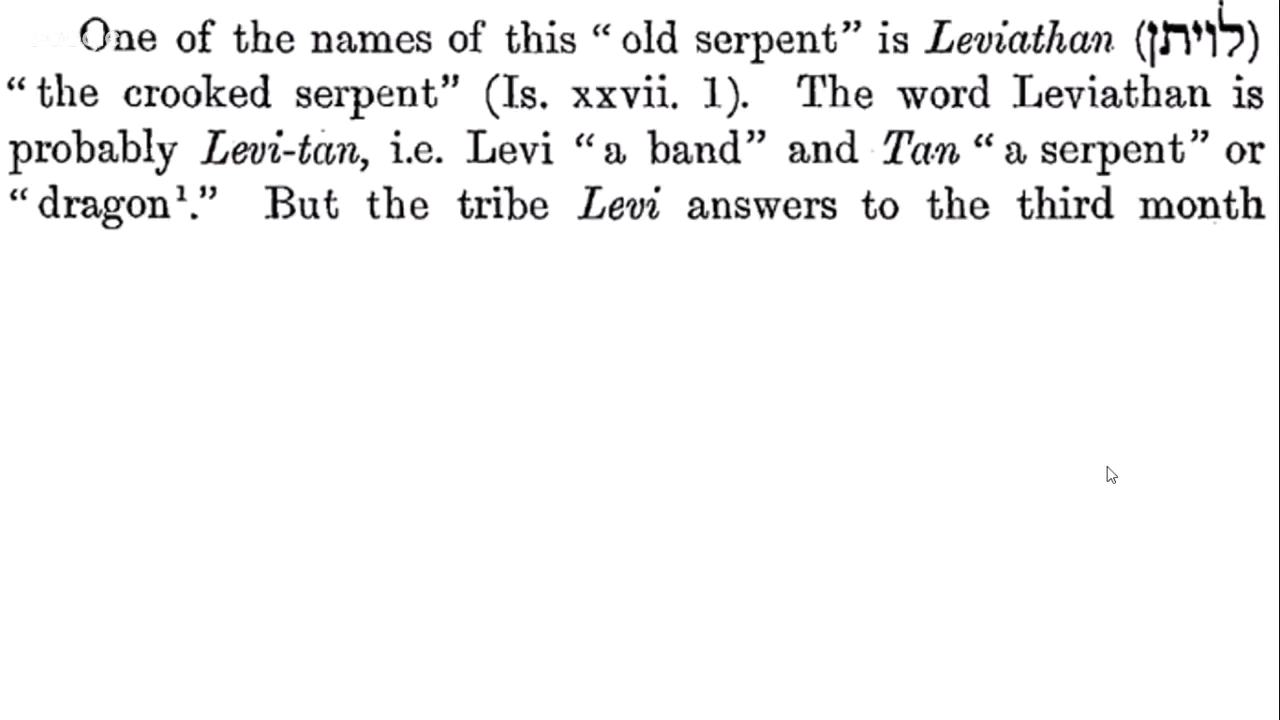 One of the names of this “old serpent” is Leviathan (לויתן)
“the crooked serpent” (Is. xxvii. 1). The word Leviathan is
probably Levi-tan, i.e. Levi “a band” and Tan “a serpent” or
“dragon¹.” But the tribe Levi answers to the third month